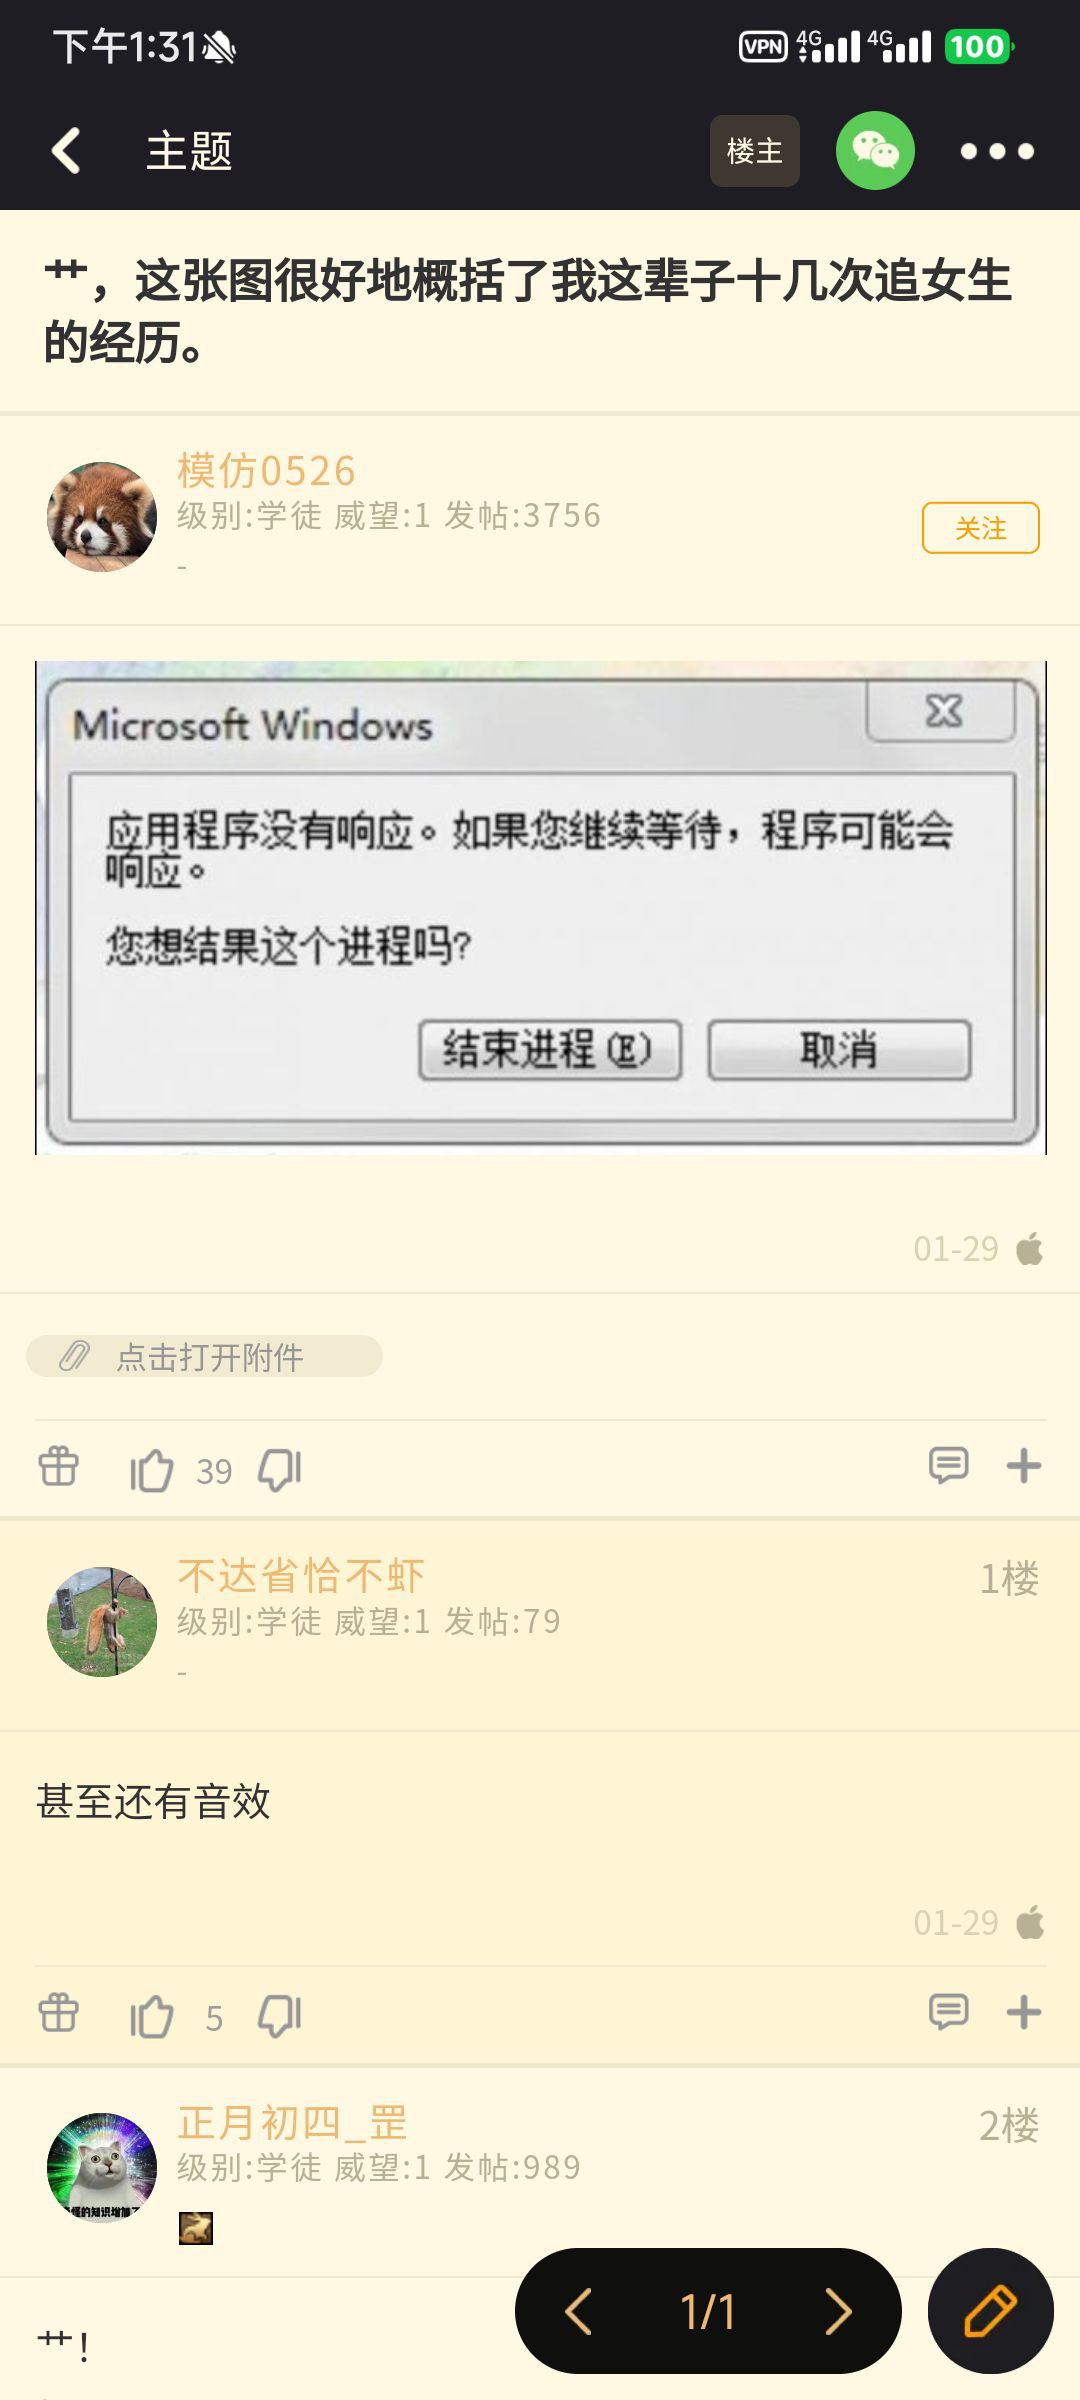 下午1:31
VPN 4G 4G 100
主题
楼主
艹，这张图很好地概括了我这辈子十几次追女生
的经历。
模仿0526
级别:学徒 威望:1 发帖:3756
-
关注
Microsoft Windows
应用程序没有响应。如果您继续等待，程序可能会
响应。
您想结果这个进程吗?
结束进程(E)
取消
01-29
点击打开附件
39
不达省恰不虾
1楼
级别:学徒 威望:1 发帖:79
-
甚至还有音效
01-29
5
正月初四_罡
2楼
级别:学徒 威望:1 发帖:989
怪的知识增加了
1/1
艹！